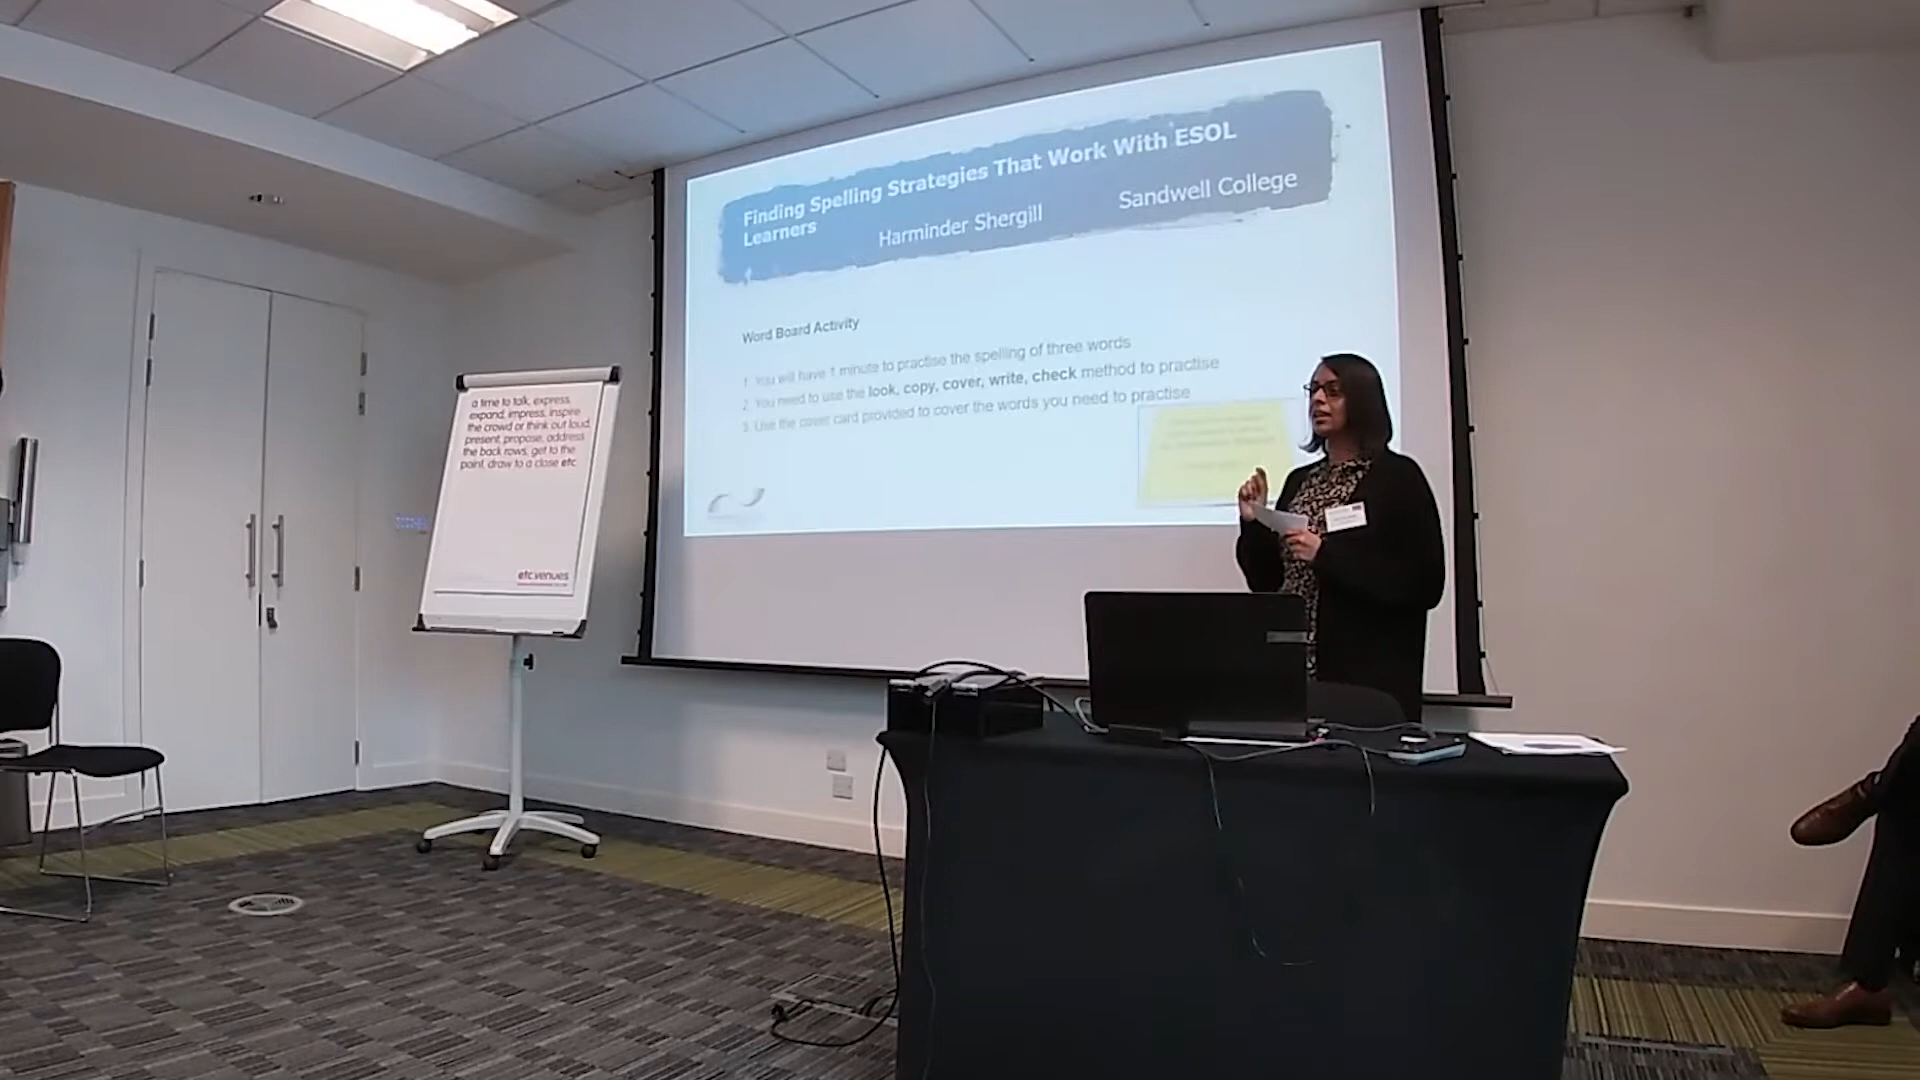 Finding Spelling Strategies That Work With ESOL
Learners
Harminder Shergill
Sandwell College
Word Board Activity
1. You will have 1 minute to practise the spelling of three words
2. You need to use the look, copy, cover, write, check method to practise
3. Use the cover card provided to cover the words you need to practise
a time to talk, express,
expand, impress, inspire
the crowd or think out loud,
present, propose, address
the back rows, get to the
point, draw to a close etc
etc.venues